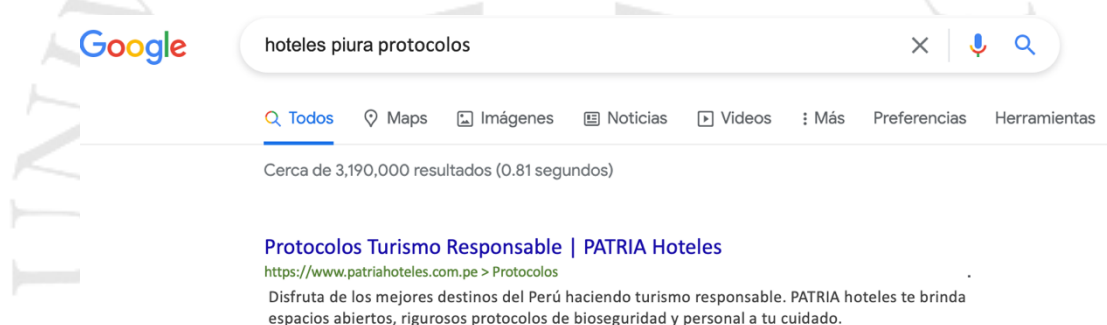 Google hoteles piura protocolos
Todos Maps Imágenes Noticias Videos Más Preferencias Herramientas
Cerca de 3,190,000 resultados (0.81 segundos)
Protocolos Turismo Responsable | PATRIA Hoteles
https://www.patriahoteles.com.pe > Protocolos
Disfruta de los mejores destinos del Perú haciendo turismo responsable. PATRIA hoteles te brinda
espacios abiertos, rigurosos protocolos de bioseguridad y personal a tu cuidado.